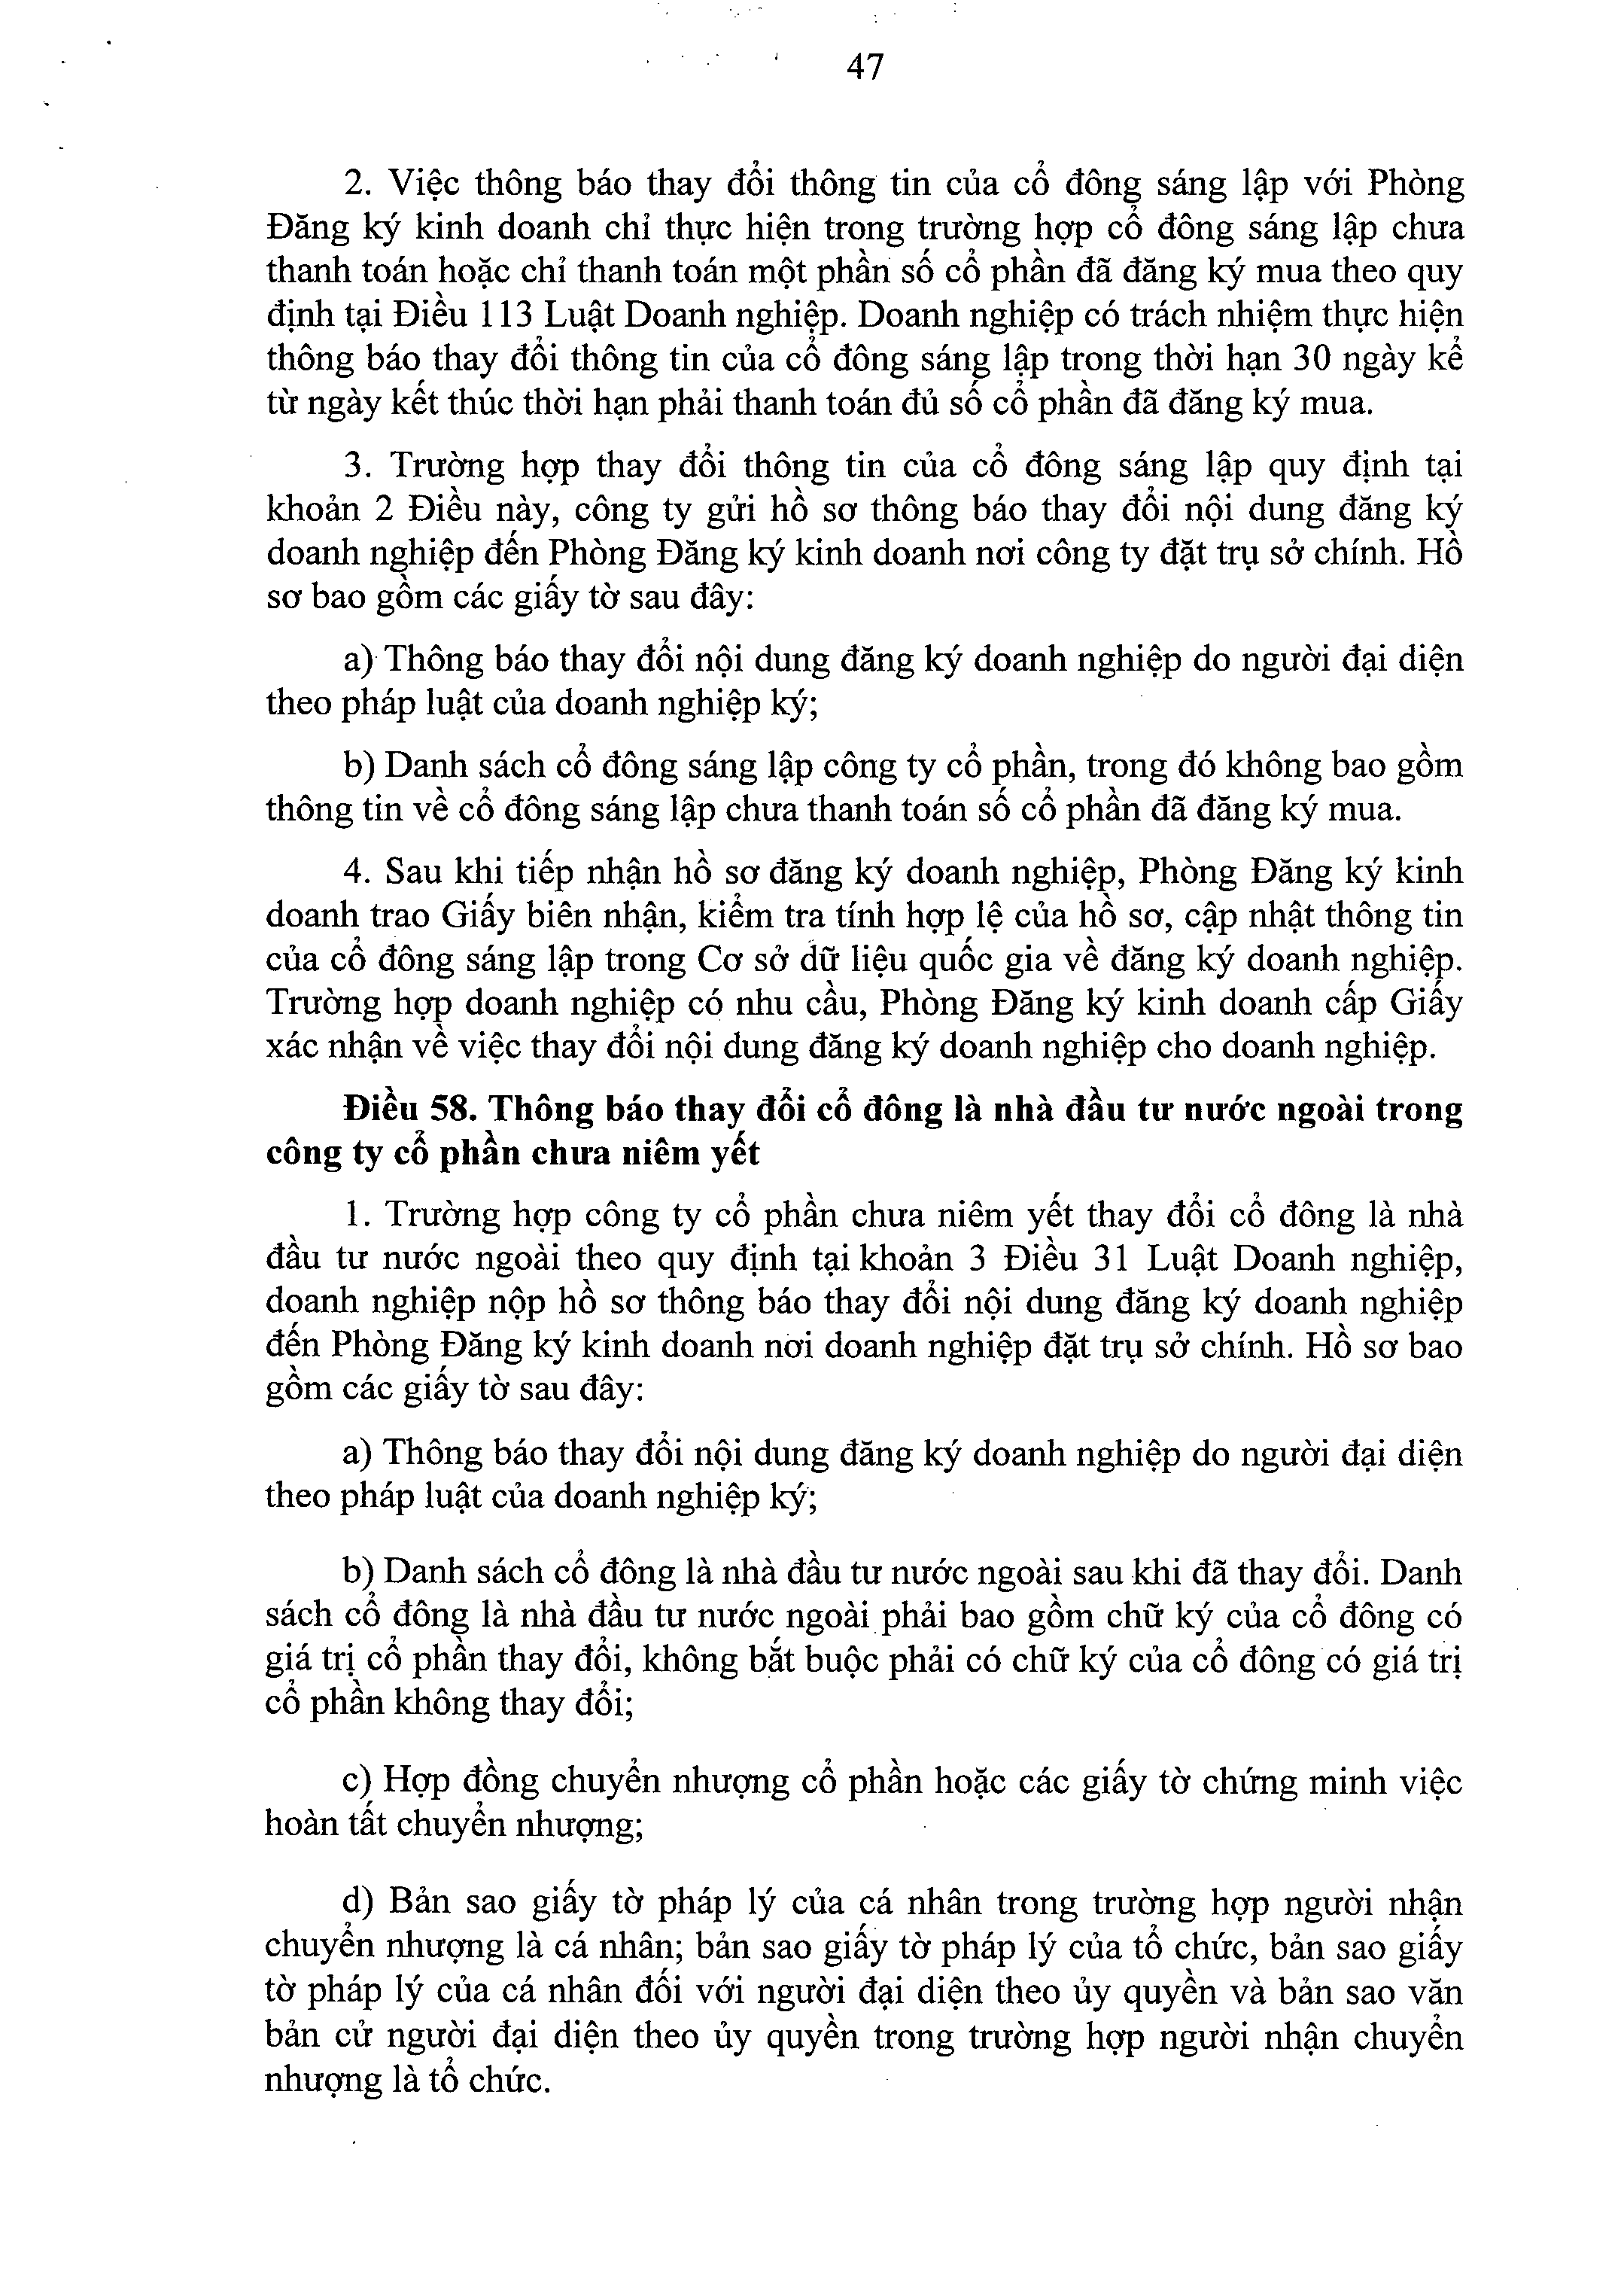 47
2. Việc thông báo thay đổi thông tin của cổ đông sáng lập với Phòng
Đăng ký kinh doanh chỉ thực hiện trong trường hợp cổ đông sáng lập chưa
thanh toán hoặc chỉ thanh toán một phần số cổ phần đã đăng ký mua theo quy
định tại Điều 113 Luật Doanh nghiệp. Doanh nghiệp có trách nhiệm thực hiện
thông báo thay đổi thông tin của cổ đông sáng lập trong thời hạn 30 ngày kể
từ ngày kết thúc thời hạn phải thanh toán đủ số cổ phần đã đăng ký mua.
3. Trường hợp thay đổi thông tin của cổ đông sáng lập quy định tại
khoản 2 Điều này, công ty gửi hồ sơ thông báo thay đổi nội dung đăng ký
doanh nghiệp đến Phòng Đăng ký kinh doanh nơi công ty đặt trụ sở chính. Hồ
sơ bao gồm các giấy tờ sau đây:
a) Thông báo thay đổi nội dung đăng ký doanh nghiệp do người đại diện
theo pháp luật của doanh nghiệp ký;
b) Danh sách cổ đông sáng lập công ty cổ phần, trong đó không bao gồm
thông tin về cổ đông sáng lập chưa thanh toán số cổ phần đã đăng ký mua.
4. Sau khi tiếp nhận hồ sơ đăng ký doanh nghiệp, Phòng Đăng ký kinh
doanh trao Giấy biên nhận, kiểm tra tính hợp lệ của hồ sơ, cập nhật thông tin
của cổ đông sáng lập trong Cơ sở dữ liệu quốc gia về đăng ký doanh nghiệp.
Trường hợp doanh nghiệp có nhu cầu, Phòng Đăng ký kinh doanh cấp Giấy
xác nhận về việc thay đổi nội dung đăng ký doanh nghiệp cho doanh nghiệp.
Điều 58. Thông báo thay đổi cổ đông là nhà đầu tư nước ngoài trong
công ty cổ phần chưa niêm yết
1. Trường hợp công ty cổ phần chưa niêm yết thay đổi cổ đông là nhà
đầu tư nước ngoài theo quy định tại khoản 3 Điều 31 Luật Doanh nghiệp,
doanh nghiệp nộp hồ sơ thông báo thay đổi nội dung đăng ký doanh nghiệp
đến Phòng Đăng ký kinh doanh nơi doanh nghiệp đặt trụ sở chính. Hồ sơ bao
gồm các giấy tờ sau đây:
a) Thông báo thay đổi nội dung đăng ký doanh nghiệp do người đại diện
theo pháp luật của doanh nghiệp ký;
b) Danh sách cổ đông là nhà đầu tư nước ngoài sau khi đã thay đổi. Danh
sách cổ đông là nhà đầu tư nước ngoài phải bao gồm chữ ký của cổ đông có
giá trị cổ phần thay đổi, không bắt buộc phải có chữ ký của cổ đông có giá trị
cổ phần không thay đổi;
c) Hợp đồng chuyển nhượng cổ phần hoặc các giấy tờ chứng minh việc
hoàn tất chuyển nhượng;
d) Bản sao giấy tờ pháp lý của cá nhân trong trường hợp người nhận
chuyển nhượng là cá nhân; bản sao giấy tờ pháp lý của tổ chức, bản sao giấy
tờ pháp lý của cá nhân đối với người đại diện theo ủy quyền và bản sao văn
bản cử người đại diện theo ủy quyền trong trường hợp người nhận chuyển
nhượng là tổ chức.